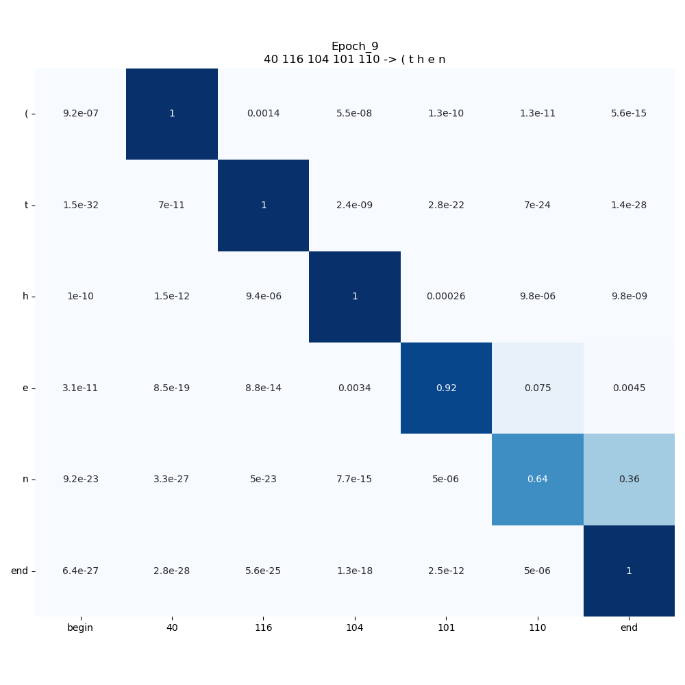 Epoch_9
40 116 104 101 110 -> ( t h e n
( 9.2e-07 1 0.0014 5.5e-08 1.3e-10 1.3e-11 5.6e-15
t 1.5e-32 7e-11 1 2.4e-09 2.8e-22 7e-24 1.4e-28
h 1e-10 1.5e-12 9.4e-06 1 0.00026 9.8e-06 9.8e-09
e 3.1e-11 8.5e-19 8.8e-14 0.0034 0.92 0.075 0.0045
n 9.2e-23 3.3e-27 5e-23 7.7e-15 5e-06 0.64 0.36
end 6.4e-27 2.8e-28 5.6e-25 1.3e-18 2.5e-12 5e-06 1
begin 40 116 104 101 110 end